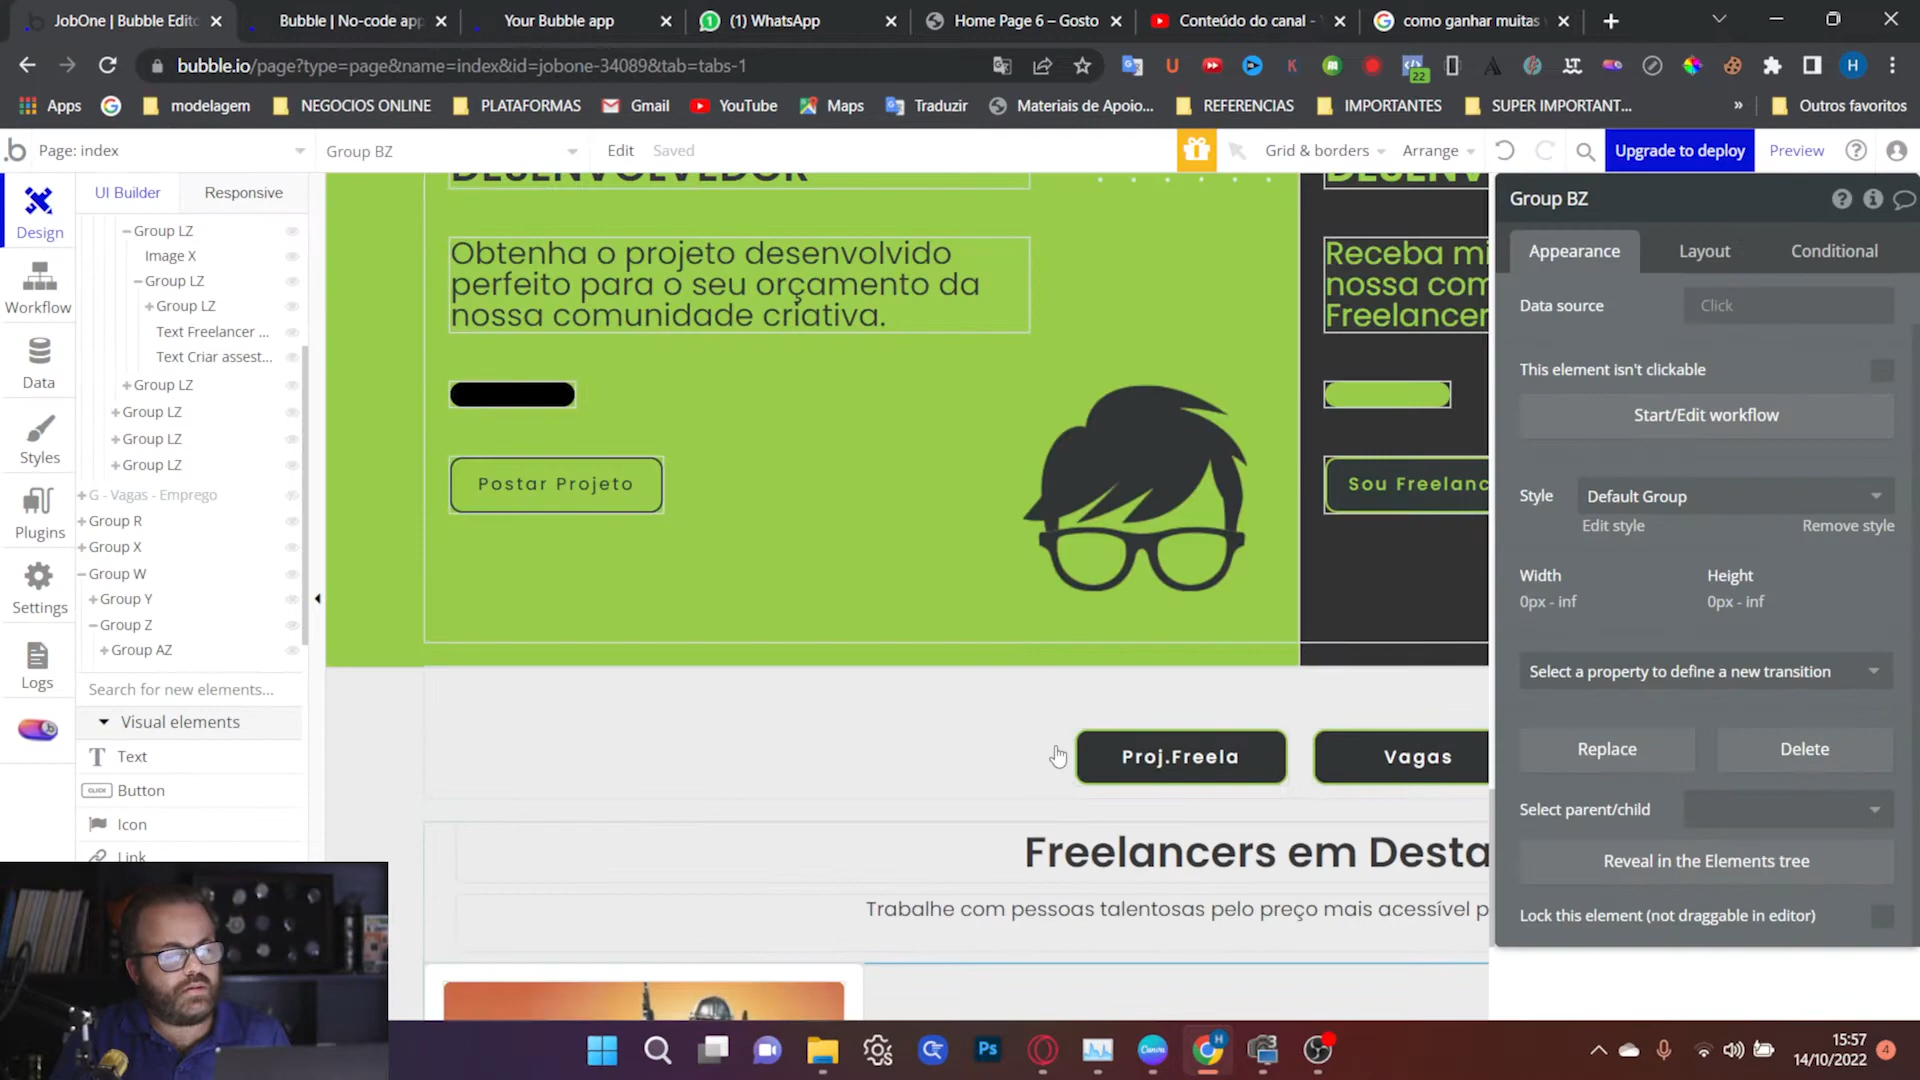 JobOne | Bubble Edito
Bubble | No-code app
Your Bubble app
(1) WhatsApp
Home Page 6 – Gosto
Conteúdo do canal -
como ganhar muitas
bubble.io/page?type=page&name=index&id=jobone-34089&tab=tabs-1
22
H
Apps
modelagem
NEGOCIOS ONLINE
PLATAFORMAS
Gmail
YouTube
Maps
Traduzir
Materiais de Apoio...
REFERENCIAS
IMPORTANTES
SUPER IMPORTANT...
»
Outros favoritos
Page: index
Group BZ
Edit
Saved
Grid & borders
Arrange
Upgrade to deploy
Preview
UI Builder
Responsive
Design
Workflow
Data
Styles
Plugins
Settings
Logs
Group LZ
Image X
Group LZ
Group LZ
Text Freelancer ...
Text Criar assest...
Group LZ
Group LZ
Group LZ
Group LZ
G - Vagas - Emprego
Group R
Group X
Group W
Group Y
Group Z
Group AZ
Search for new elements...
Visual elements
Text
CLICK
Button
Icon
Link
DESENVOLVEDOR
Obtenha o projeto desenvolvido
perfeito para o seu orçamento da
nossa comunidade criativa.
Postar Projeto
DESENV
Receba mi
nossa com
Freelancer
Sou Freelanc
Proj.Freela
Vagas
Freelancers em Desta
Trabalhe com pessoas talentosas pelo preço mais acessível p
Group BZ
Appearance
Layout
Conditional
Data source
Click
This element isn't clickable
Start/Edit workflow
Style
Default Group
Edit style
Remove style
Width
Height
0px - inf
0px - inf
Select a property to define a new transition
Replace
Delete
Select parent/child
Reveal in the Elements tree
Lock this element (not draggable in editor)
Ps
Canva
15:57
14/10/2022
4